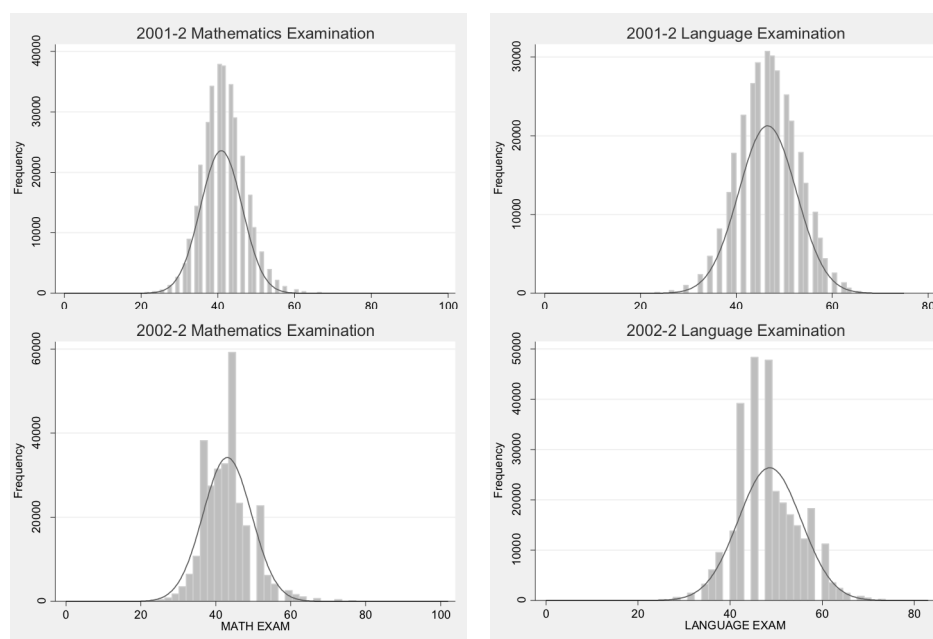 2001-2 Mathematics Examination
Frequency
40000
30000
20000
10000
0
0 20 40 60 80 100
2001-2 Language Examination
Frequency
30000
20000
10000
0
0 20 40 60 80
2002-2 Mathematics Examination
Frequency
60000
40000
20000
0
0 20 40 60 80 100
MATH EXAM
2002-2 Language Examination
Frequency
50000
40000
30000
20000
10000
0
0 20 40 60 80
LANGUAGE EXAM